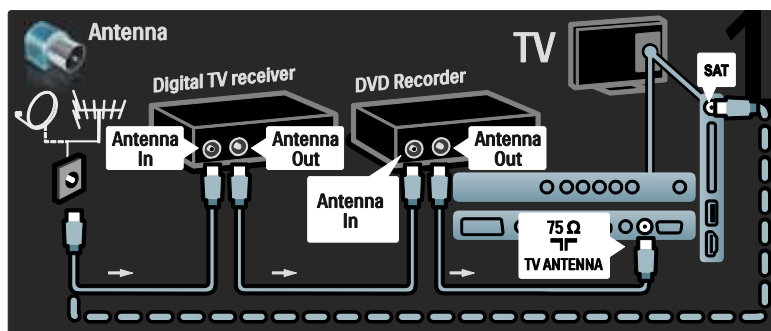 Antenna
TV
1
SAT
Digital TV receiver
DVD Recorder
Antenna
In
Antenna
Out
Antenna
In
Antenna
Out
75 Ω
TV ANTENNA